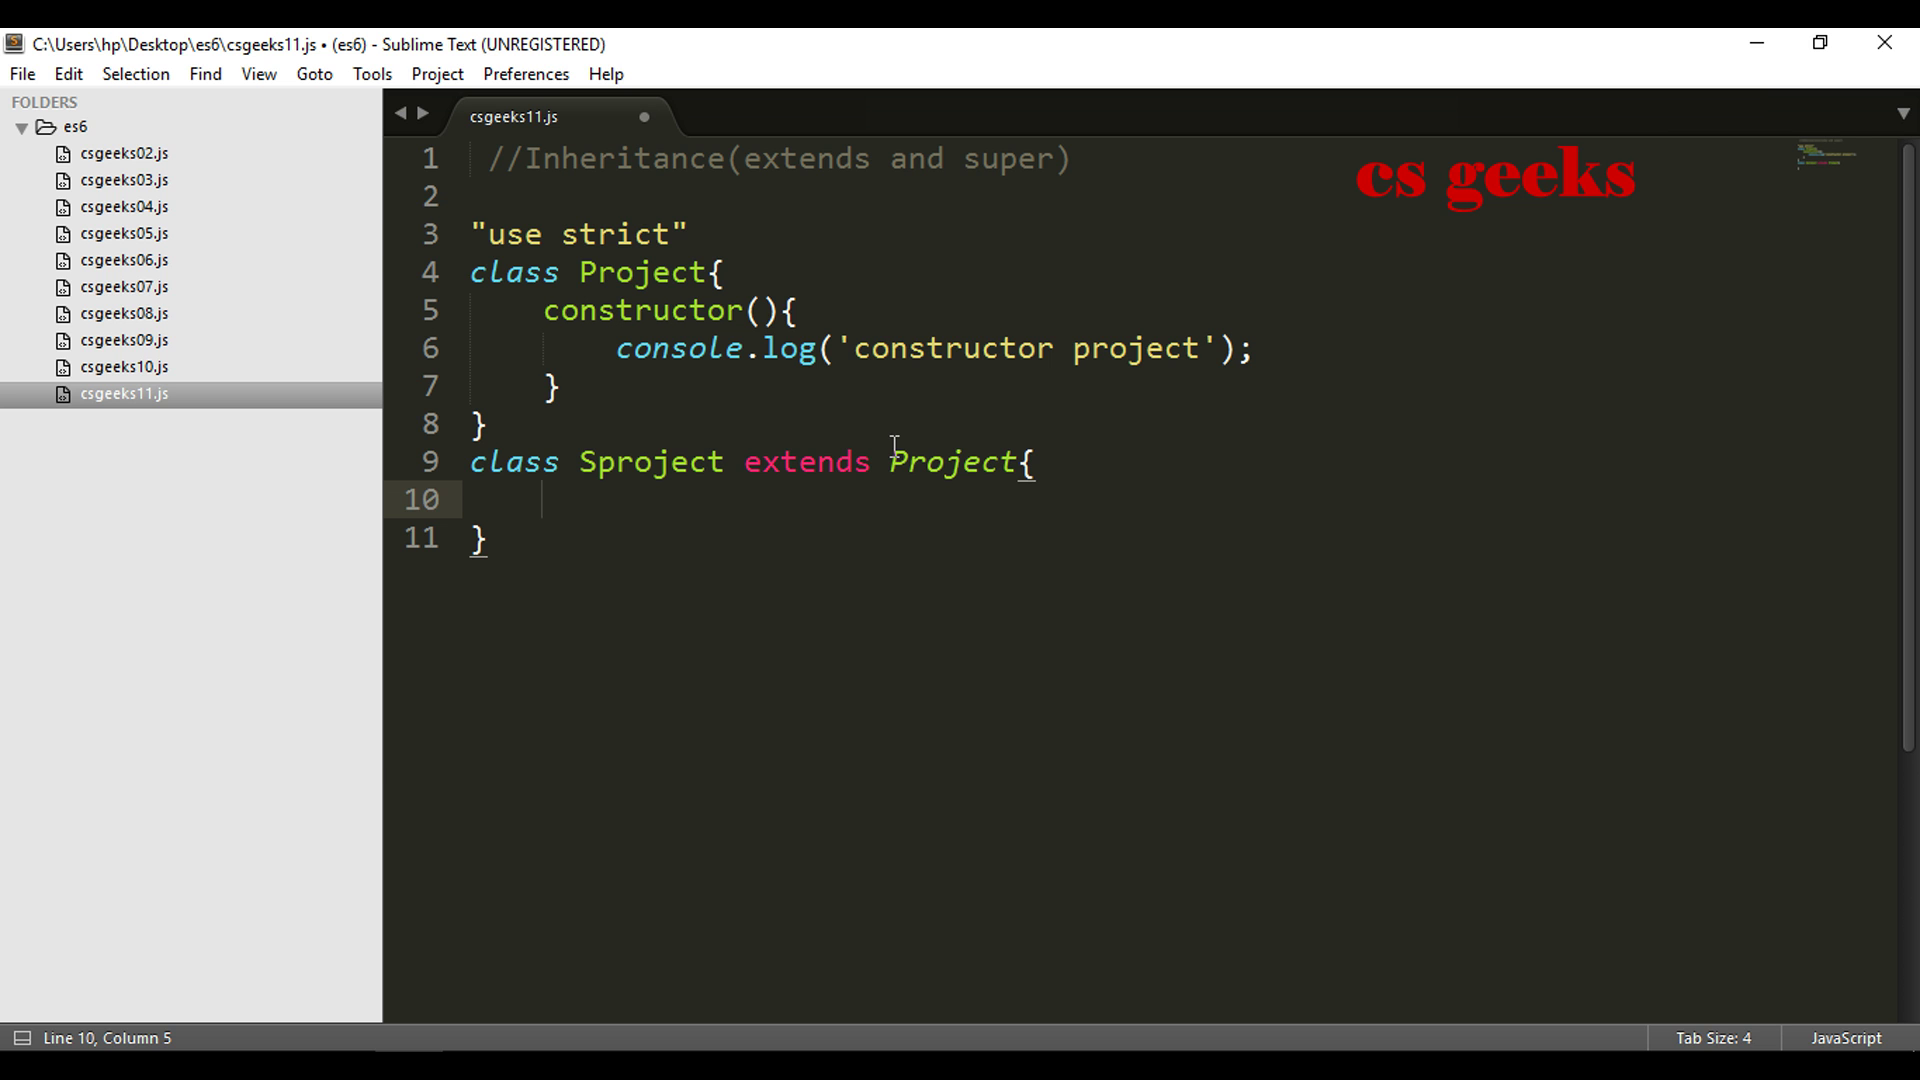 C:\Users\hp\Desktop\es6\csgeeks11.js • (es6) - Sublime Text (UNREGISTERED)
File Edit Selection Find View Goto Tools Project Preferences Help
FOLDERS
es6
csgeeks02.js
csgeeks03.js
csgeeks04.js
csgeeks05.js
csgeeks06.js
csgeeks07.js
csgeeks08.js
csgeeks09.js
csgeeks10.js
csgeeks11.js
csgeeks11.js
cs geeks
1 //Inheritance(extends and super)
2
3 "use strict"
4 class Project{
5 constructor(){
6 console.log('constructor project');
7 }
8 }
9 class Sproject extends Project{
10
11 }
Line 10, Column 5
Tab Size: 4
JavaScript